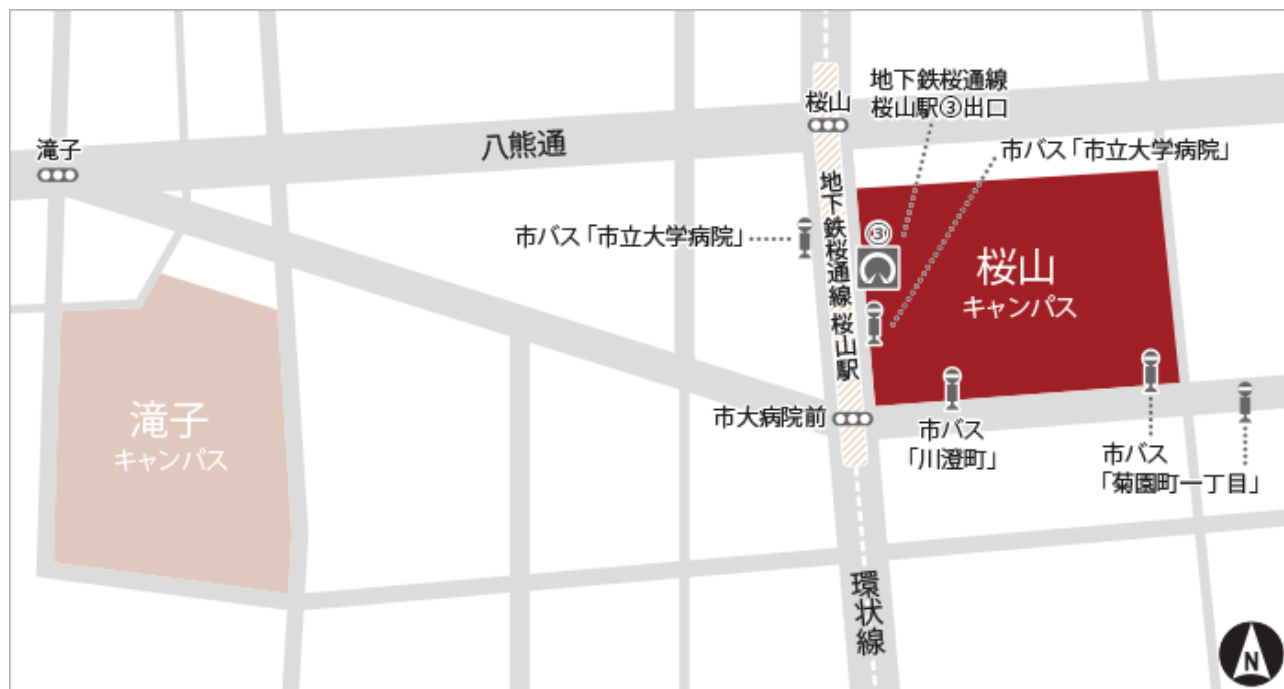 地下鉄桜通線
桜山駅③出口
桜山
八熊通
滝子
市バス「市立大学病院」
市バス「市立大学病院」
地下鉄桜通線 桜山駅
③
桜山
キャンパス
滝子
キャンパス
市大病院前
市バス
「川澄町」
市バス
「菊園町一丁目」
環状線
N